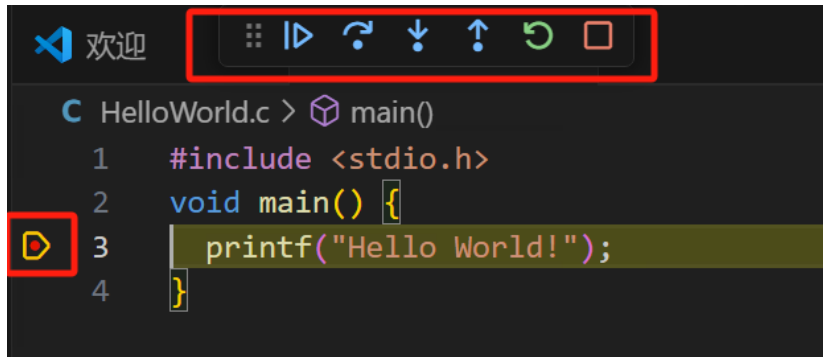 欢迎
C HelloWorld.c > main()
1 #include <stdio.h>
2 void main() {
3 printf("Hello World!");
4 }